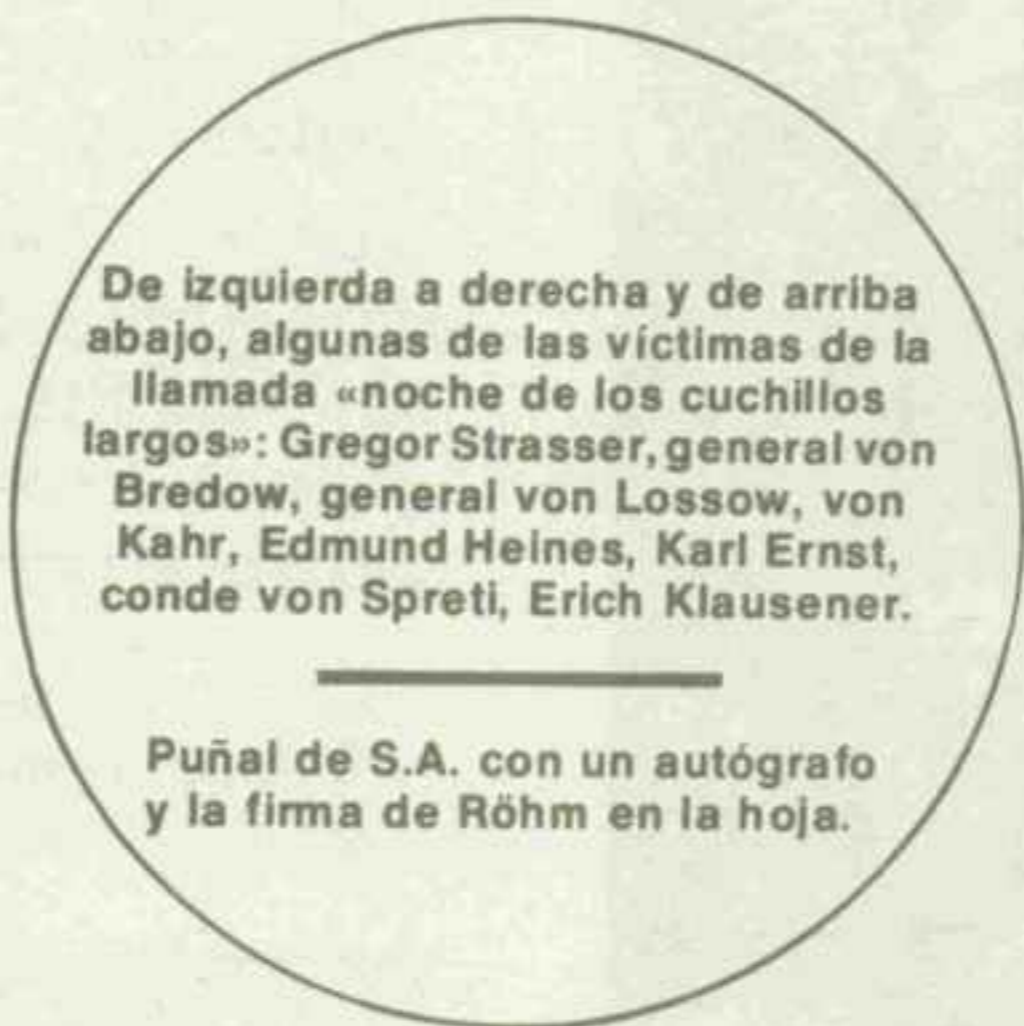 De izquierda a derecha y de arriba
abajo, algunas de las víctimas de la
llamada «noche de los cuchillos
largos»: Gregor Strasser, general von
Bredow, general von Lossow, von
Kahr, Edmund Heines, Karl Ernst,
conde von Spreti, Erich Klausener.
Puñal de S.A. con un autógrafo
y la firma de Röhm en la hoja.